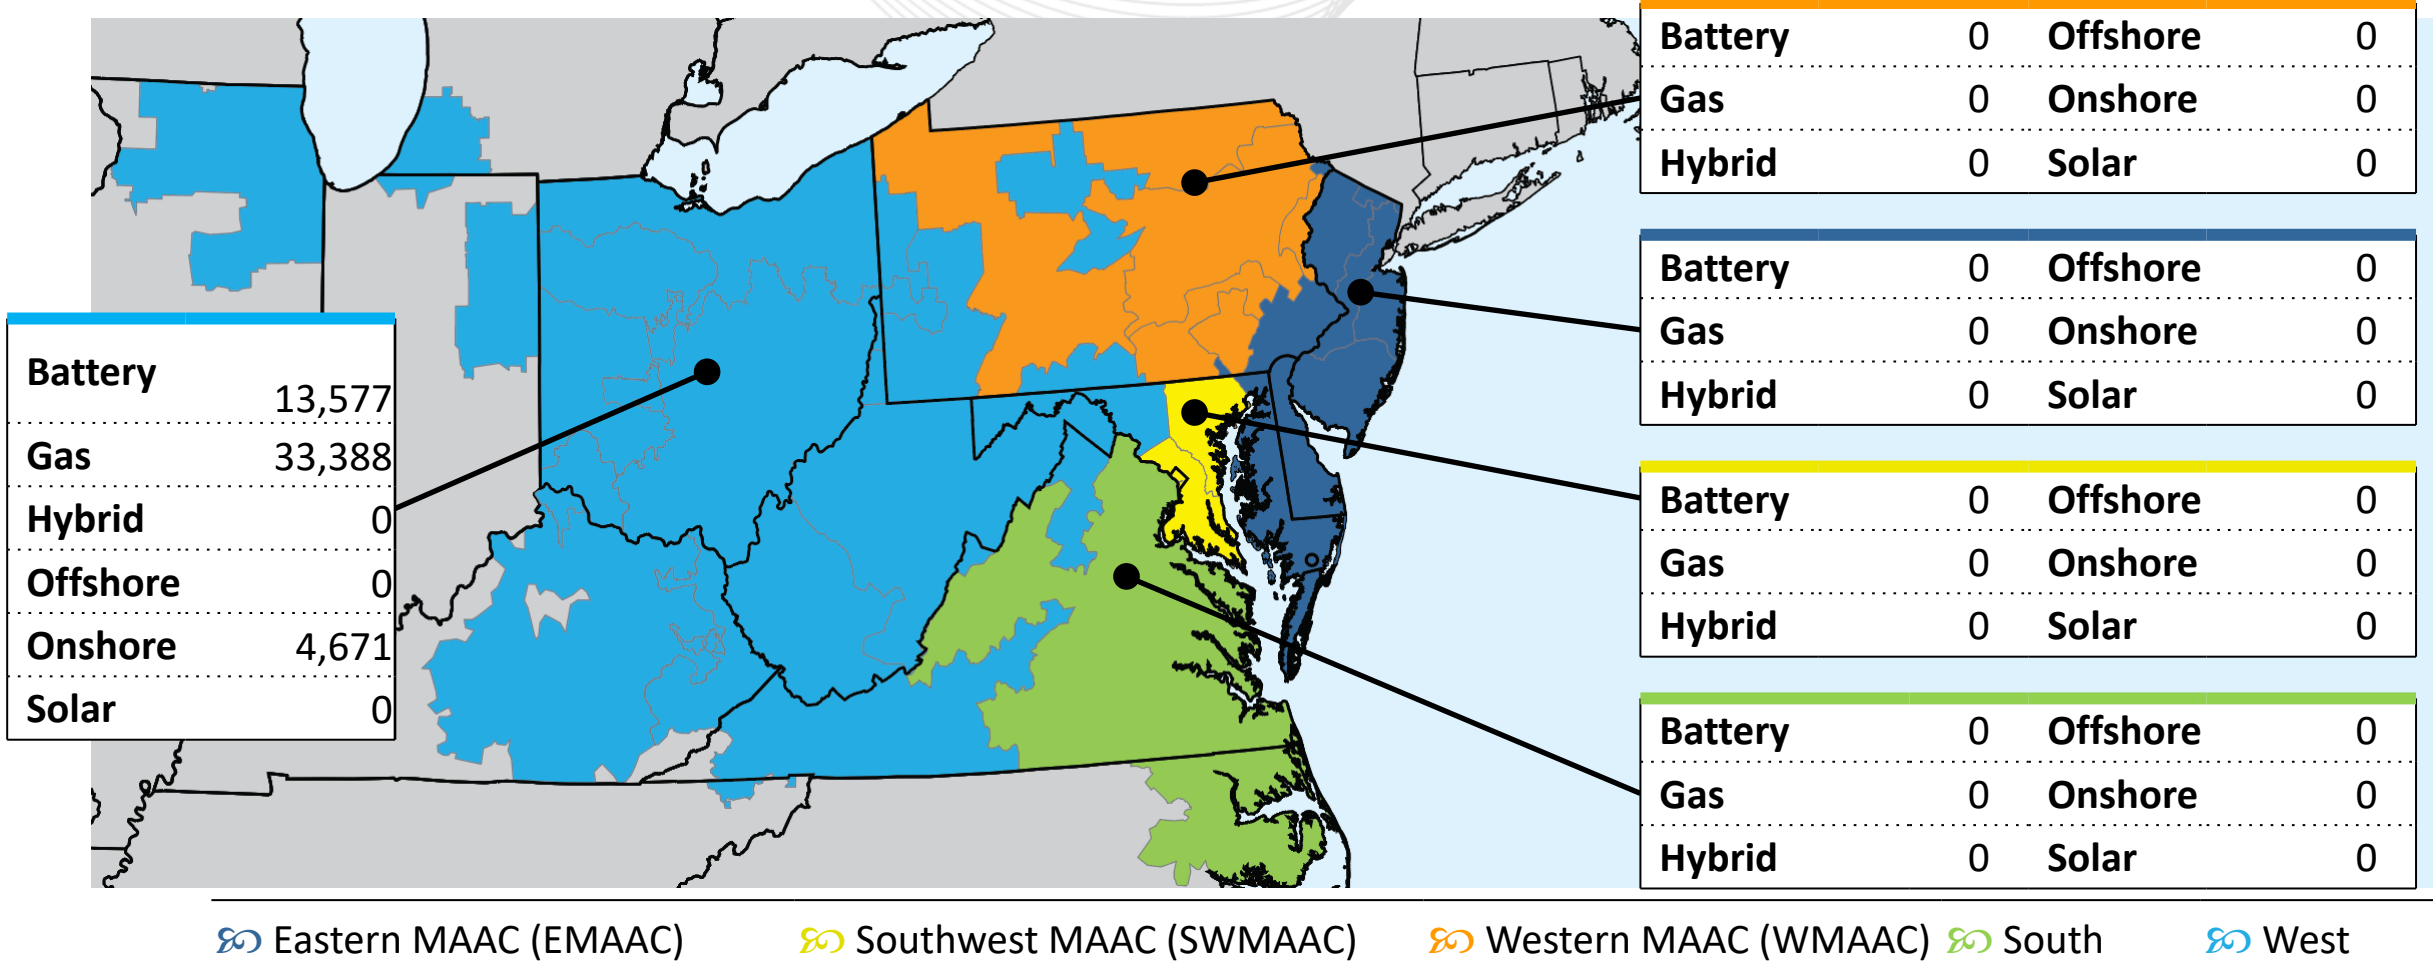 Battery 0 Offshore 0
Gas 0 Onshore 0
Hybrid 0 Solar 0
Battery 0 Offshore 0
Gas 0 Onshore 0
Hybrid 0 Solar 0
Battery 13,577
Gas 33,388
Hybrid 0
Offshore 0
Onshore 4,671
Solar 0
Battery 0 Offshore 0
Gas 0 Onshore 0
Hybrid 0 Solar 0
Battery 0 Offshore 0
Gas 0 Onshore 0
Hybrid 0 Solar 0
Eastern MAAC (EMAAC) Southwest MAAC (SWMAAC) Western MAAC (WMAAC) South West